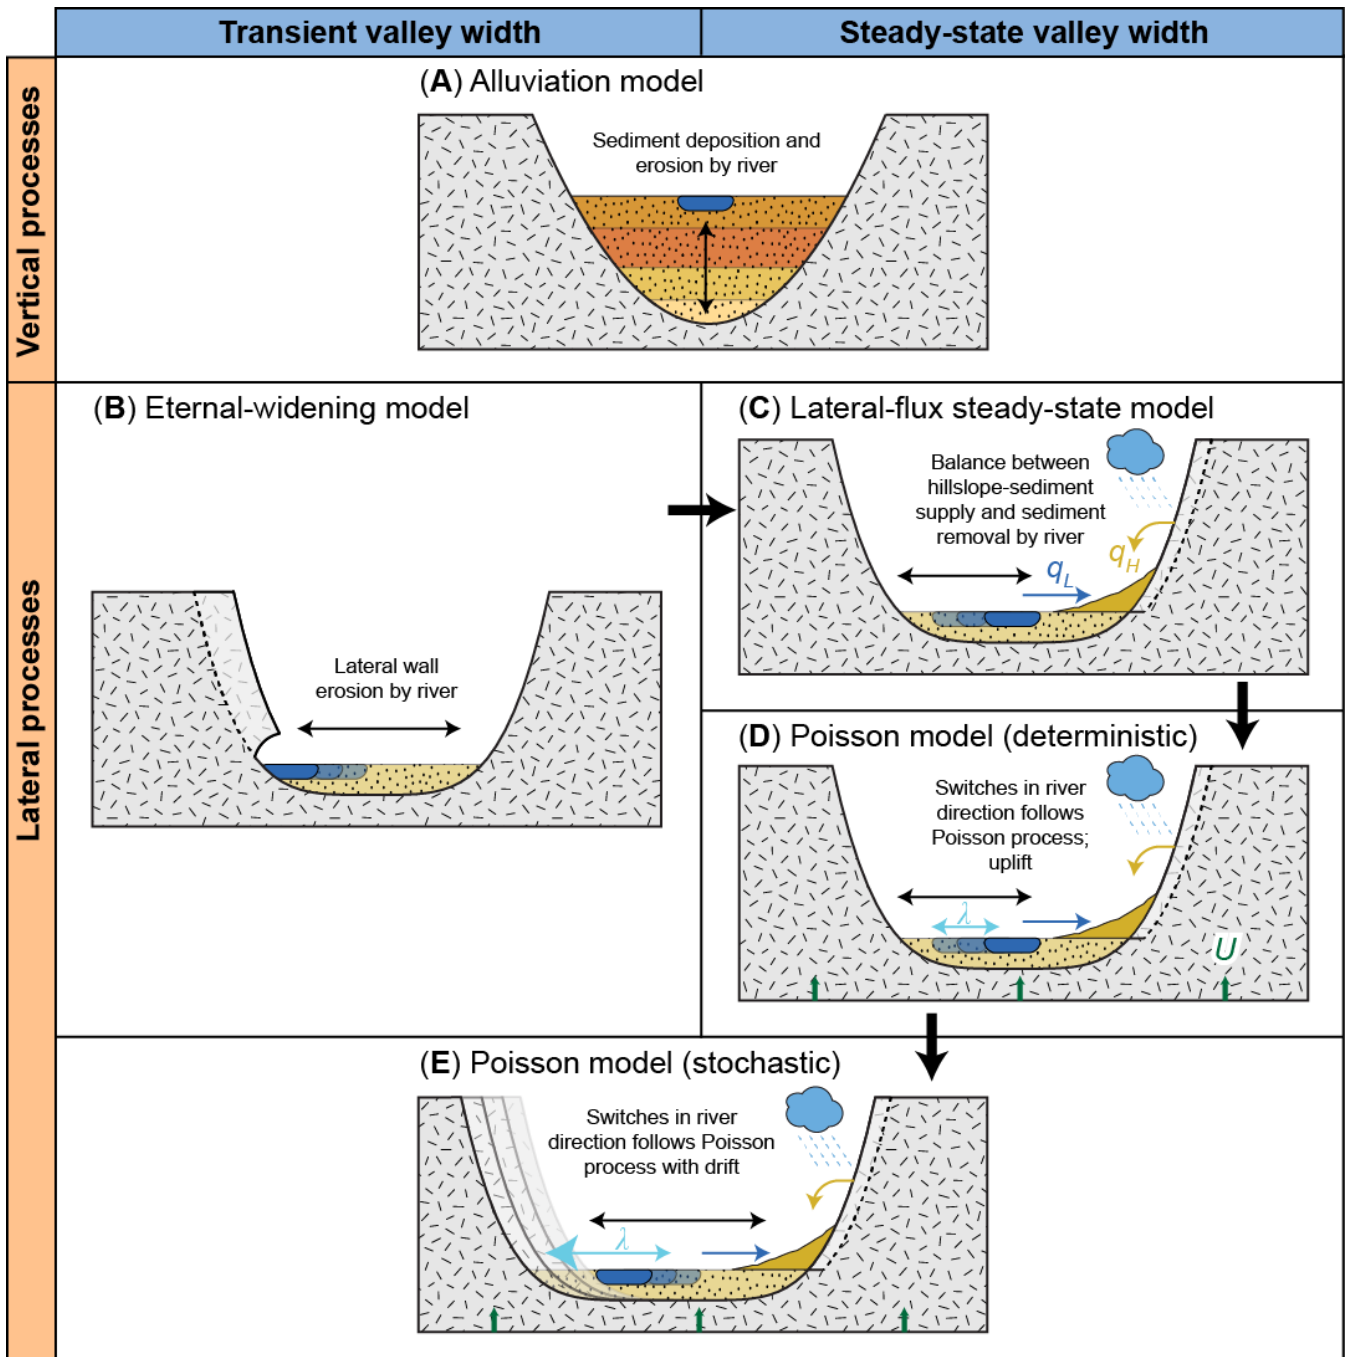 Transient valley width
Steady-state valley width
Vertical processes
(A) Alluviation model
Sediment deposition and
erosion by river
Lateral processes
(B) Eternal-widening model
Lateral wall
erosion by river
(C) Lateral-flux steady-state model
Balance between
hillslope-sediment
supply and sediment
removal by river
qH
qL
(D) Poisson model (deterministic)
Switches in river
direction follows
Poisson process;
uplift
λ
U
(E) Poisson model (stochastic)
Switches in river
direction follows Poisson
process with drift
λ